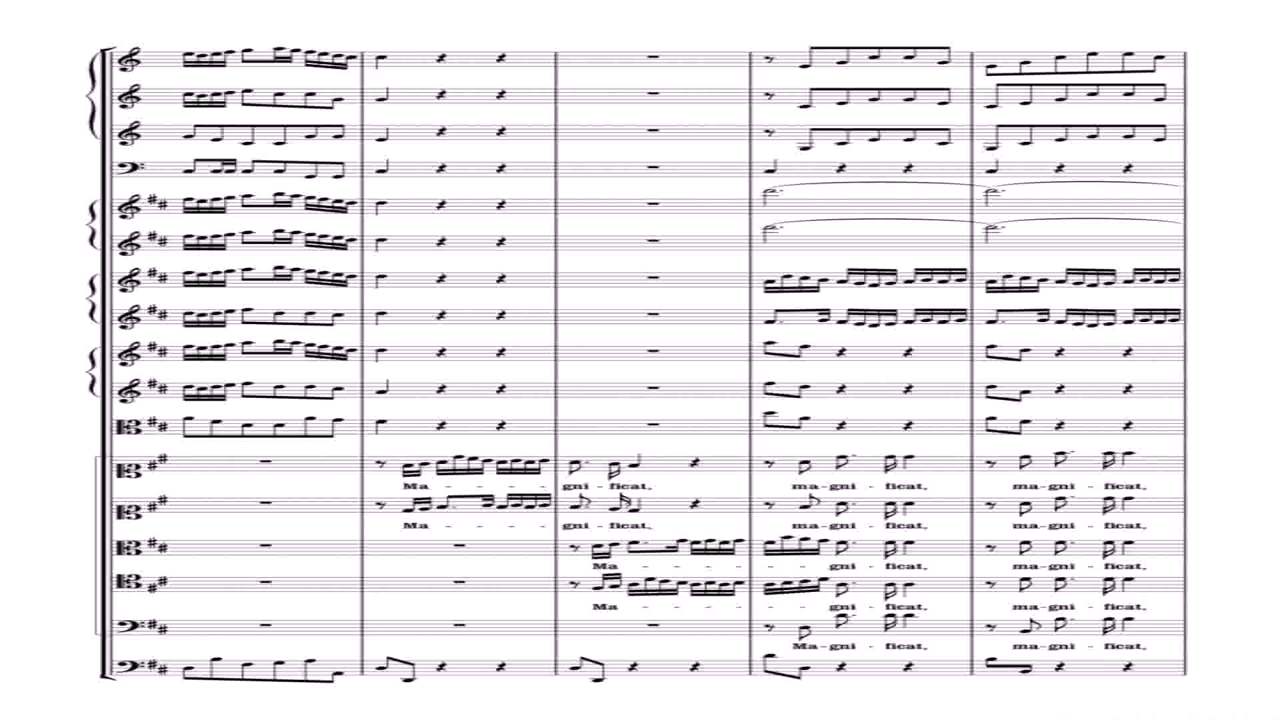 Ma - - - - gni-ficat, ma-gni-ficat, ma-gni-ficat,
Ma - - - - gni-ficat, ma-gni-ficat, ma-gni-ficat,
Ma - - - - - gni-ficat, ma-gni-ficat,
Ma - - - - - gni-ficat, ma-gni-ficat,
Ma-gni-ficat, ma-gni-ficat,